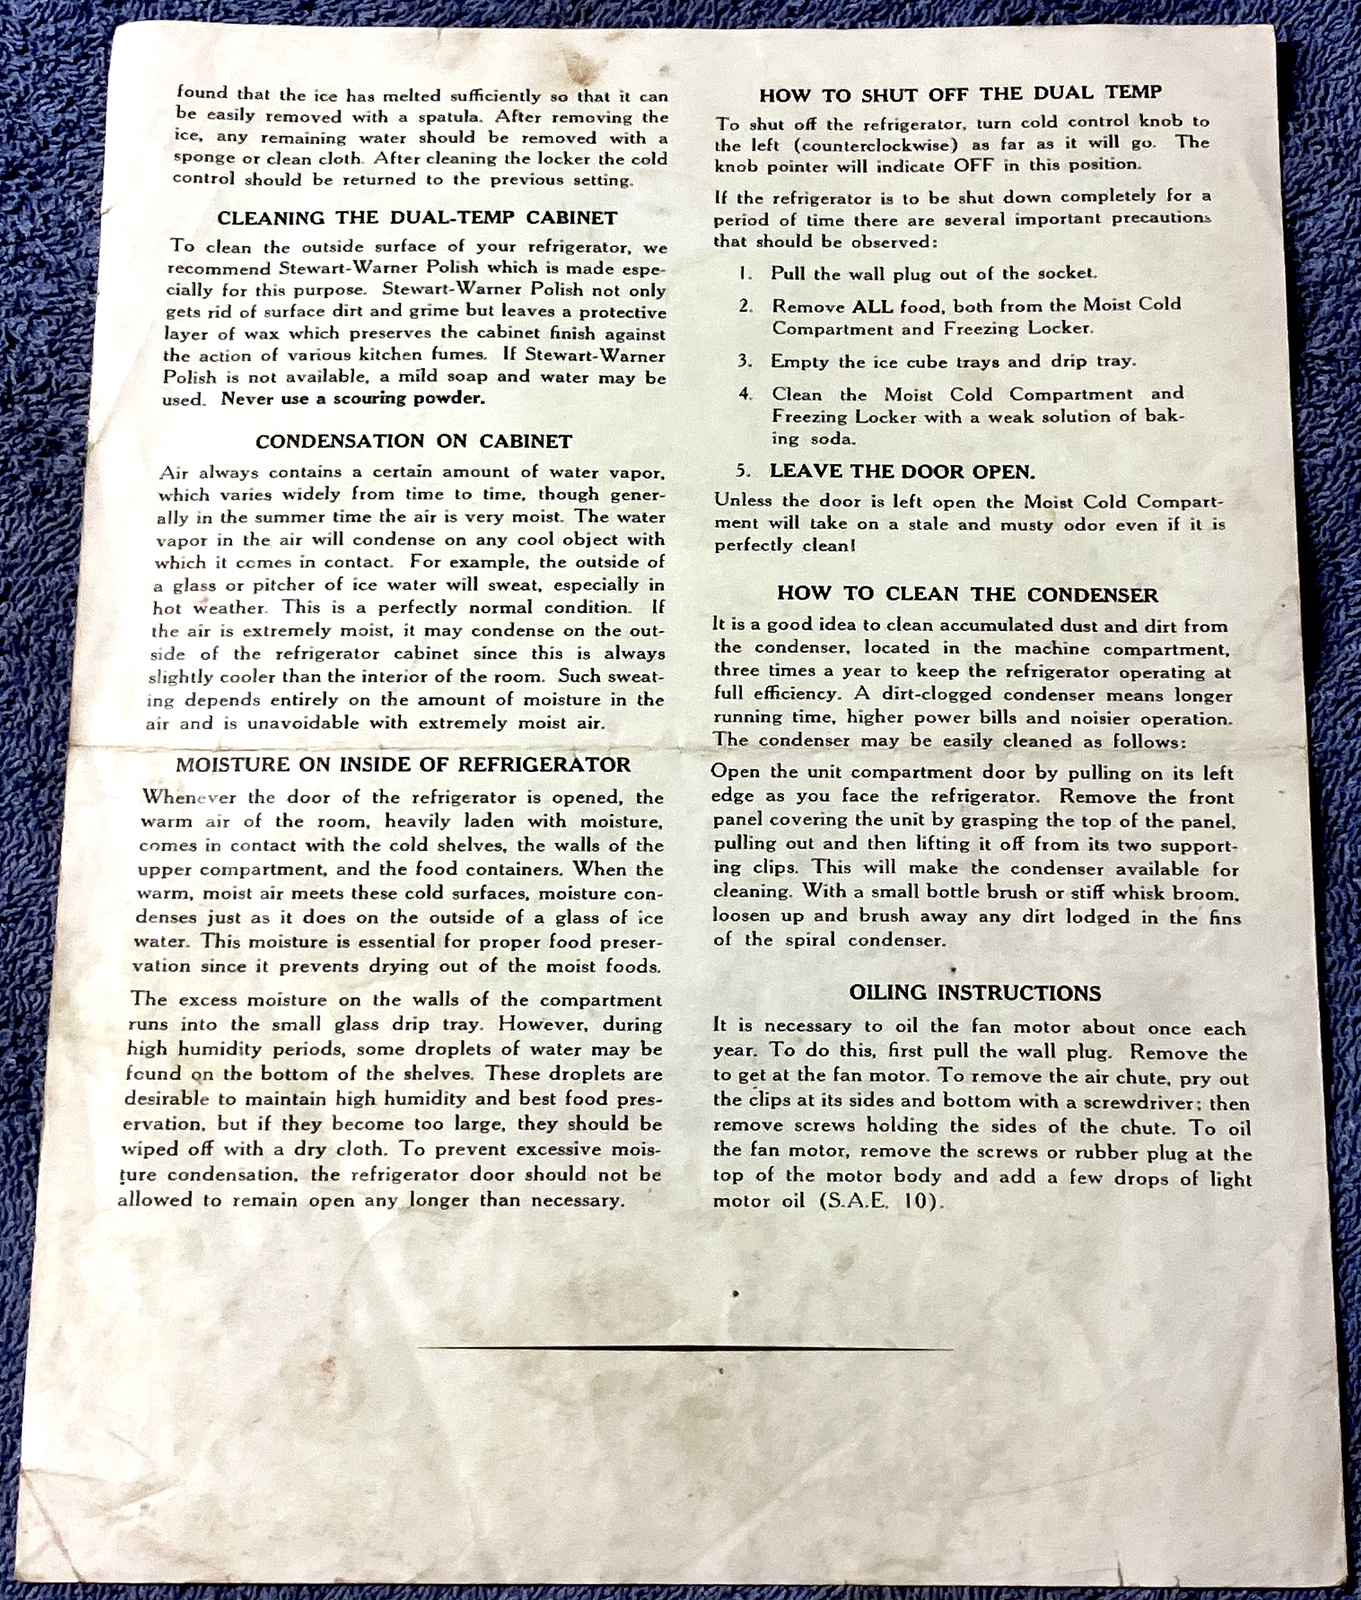 found that the ice has melted sufficiently so that it can
be easily removed with a spatula. After removing the
ice, any remaining water should be removed with a
sponge or clean cloth. After cleaning the locker the cold
control should be returned to the previous setting.
CLEANING THE DUAL-TEMP CABINET
To clean the outside surface of your refrigerator, we
recommend Stewart-Warner Polish which is made espe-
cially for this purpose. Stewart-Warner Polish not only
gets rid of surface dirt and grime but leaves a protective
layer of wax which preserves the cabinet finish against
the action of various kitchen fumes. If Stewart-Warner
Polish is not available, a mild soap and water may be
used. Never use a scouring powder.
CONDENSATION ON CABINET
Air always contains a certain amount of water vapor,
which varies widely from time to time, though gener-
ally in the summer time the air is very moist. The water
vapor in the air will condense on any cool object with
which it comes in contact. For example, the outside of
a glass or pitcher of ice water will sweat, especially in
hot weather. This is a perfectly normal condition. If
the air is extremely moist, it may condense on the out-
side of the refrigerator cabinet since this is always
slightly cooler than the interior of the room. Such sweat-
ing depends entirely on the amount of moisture in the
air and is unavoidable with extremely moist air.
MOISTURE ON INSIDE OF REFRIGERATOR
Whenever the door of the refrigerator is opened, the
warm air of the room, heavily laden with moisture,
comes in contact with the cold shelves, the walls of the
upper compartment, and the food containers. When the
warm, moist air meets these cold surfaces, moisture con-
denses just as it does on the outside of a glass of ice
water. This moisture is essential for proper food preser-
vation since it prevents drying out of the moist foods.
The excess moisture on the walls of the compartment
runs into the small glass drip tray. However, during
high humidity periods, some droplets of water may be
found on the bottom of the shelves. These droplets are
desirable to maintain high humidity and best food pres-
ervation, but if they become too large, they should be
wiped off with a dry cloth. To prevent excessive mois-
ture condensation, the refrigerator door should not be
allowed to remain open any longer than necessary.
HOW TO SHUT OFF THE DUAL TEMP
To shut off the refrigerator, turn cold control knob to
the left (counterclockwise) as far as it will go. The
knob pointer will indicate OFF in this position.
If the refrigerator is to be shut down completely for a
period of time there are several important precautions
that should be observed:
1. Pull the wall plug out of the socket.
2. Remove ALL food, both from the Moist Cold
Compartment and Freezing Locker.
3. Empty the ice cube trays and drip tray.
4. Clean the Moist Cold Compartment and
Freezing Locker with a weak solution of bak-
ing soda.
5. LEAVE THE DOOR OPEN.
Unless the door is left open the Moist Cold Compart-
ment will take on a stale and musty odor even if it is
perfectly clean!
HOW TO CLEAN THE CONDENSER
It is a good idea to clean accumulated dust and dirt from
the condenser, located in the machine compartment,
three times a year to keep the refrigerator operating at
full efficiency. A dirt-clogged condenser means longer
running time, higher power bills and noisier operation.
The condenser may be easily cleaned as follows:
Open the unit compartment door by pulling on its left
edge as you face the refrigerator. Remove the front
panel covering the unit by grasping the top of the panel,
pulling out and then lifting it off from its two support-
ing clips. This will make the condenser available for
cleaning. With a small bottle brush or stiff whisk broom,
loosen up and brush away any dirt lodged in the fins
of the spiral condenser.
OILING INSTRUCTIONS
It is necessary to oil the fan motor about once each
year. To do this, first pull the wall plug. Remove the
to get at the fan motor. To remove the air chute, pry out
the clips at its sides and bottom with a screwdriver; then
remove screws holding the sides of the chute. To oil
the fan motor, remove the screws or rubber plug at the
top of the motor body and add a few drops of light
motor oil (S.A.E. 10).